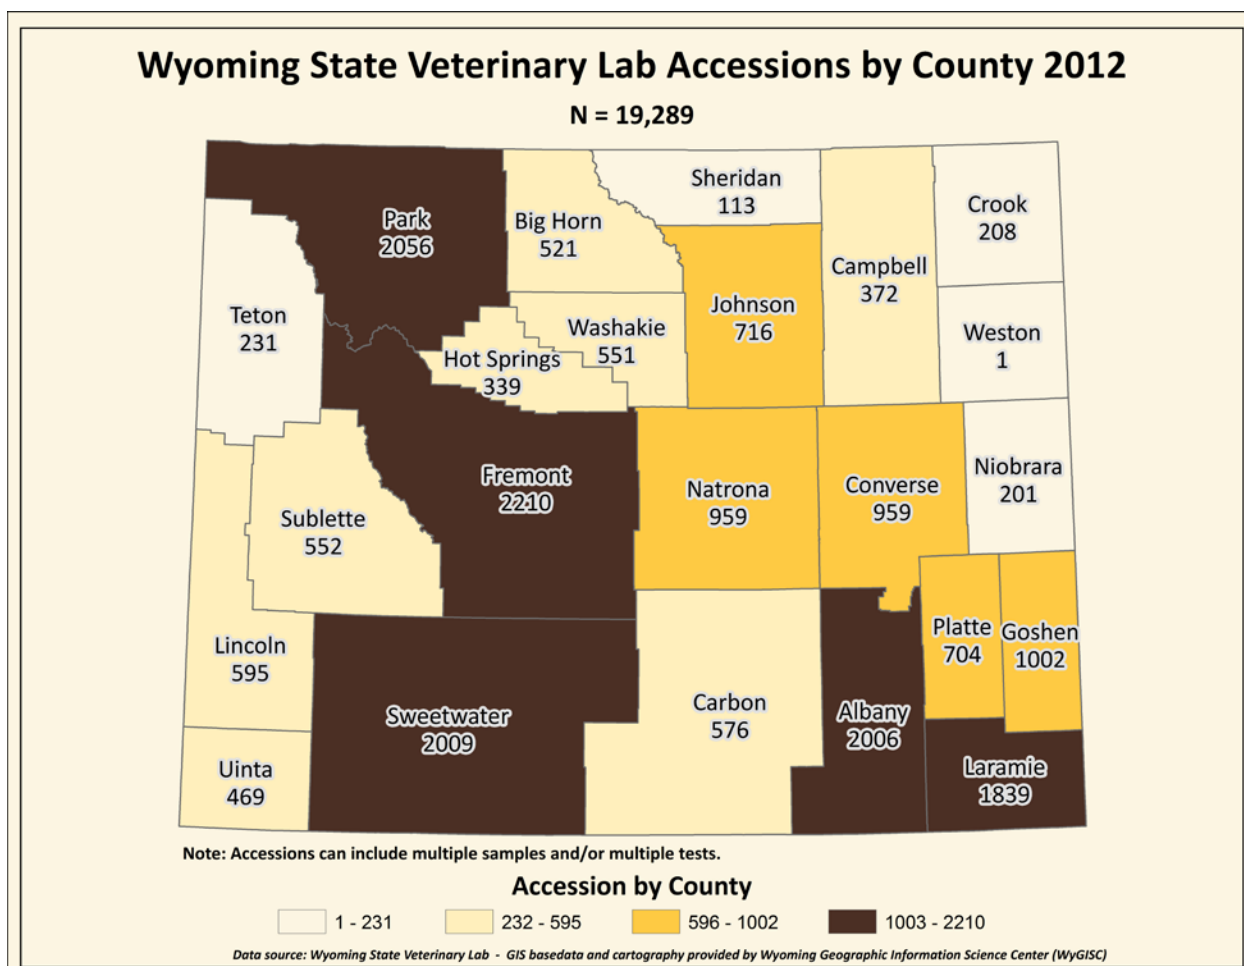 Wyoming State Veterinary Lab Accessions by County 2012
N = 19,289
Sheridan
113
Crook
208
Park
2056
Big Horn
521
Campbell
372
Johnson
716
Teton
231
Washakie
551
Weston
1
Hot Springs
339
Fremont
2210
Natrona
959
Converse
959
Niobrara
201
Sublette
552
Platte
704
Goshen
1002
Lincoln
595
Carbon
576
Albany
2006
Sweetwater
2009
Uinta
469
Laramie
1839
Note: Accessions can include multiple samples and/or multiple tests.
Accession by County
1 - 231
232 - 595
596 - 1002
1003 - 2210
Data source: Wyoming State Veterinary Lab - GIS basedata and cartography provided by Wyoming Geographic Information Science Center (WyGISC)